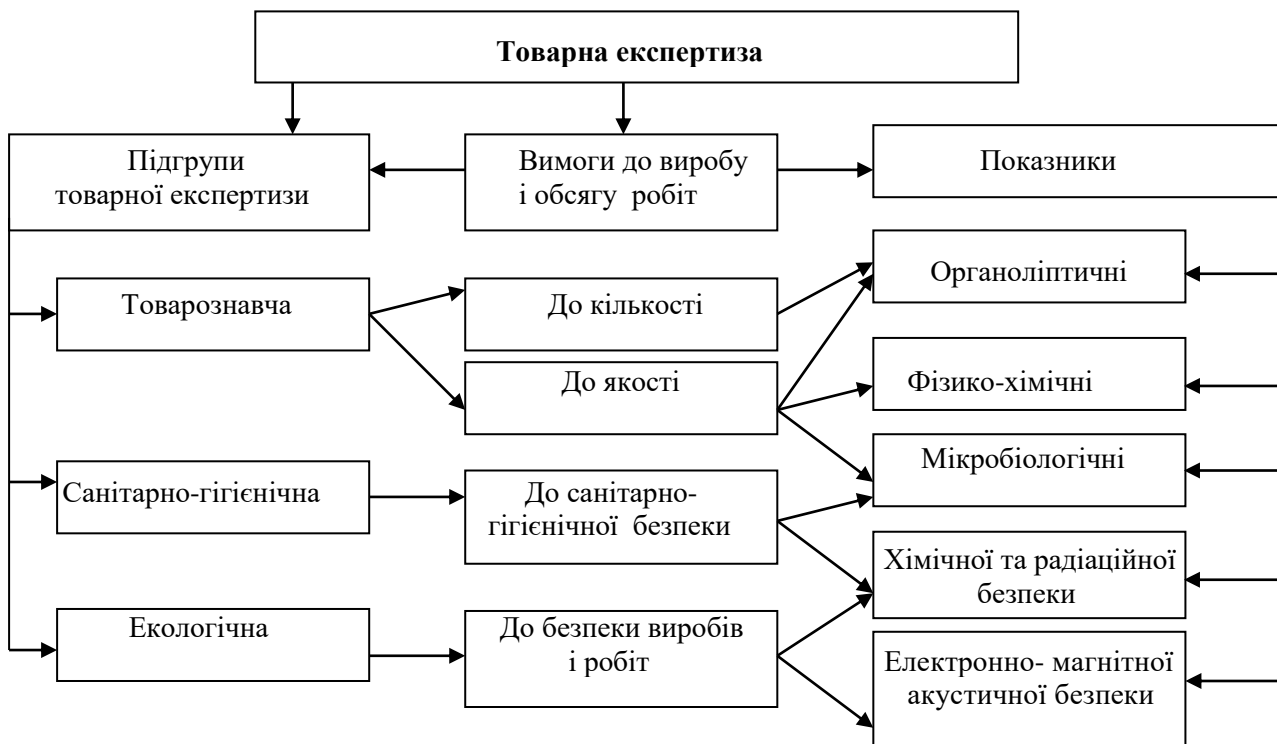 Товарна експертиза
Підгрупи
товарної експертизи
Вимоги до виробу
і обсягу робіт
Показники
Товарознавча
До кількості
Органоліптичні
До якості
Фізико-хімічні
Мікробіологічні
Санітарно-гігієнічна
До санітарно-
гігієнічної безпеки
Хімічної та радіаційної
безпеки
Екологічна
До безпеки виробів
і робіт
Електронно- магнітної
акустичної безпеки